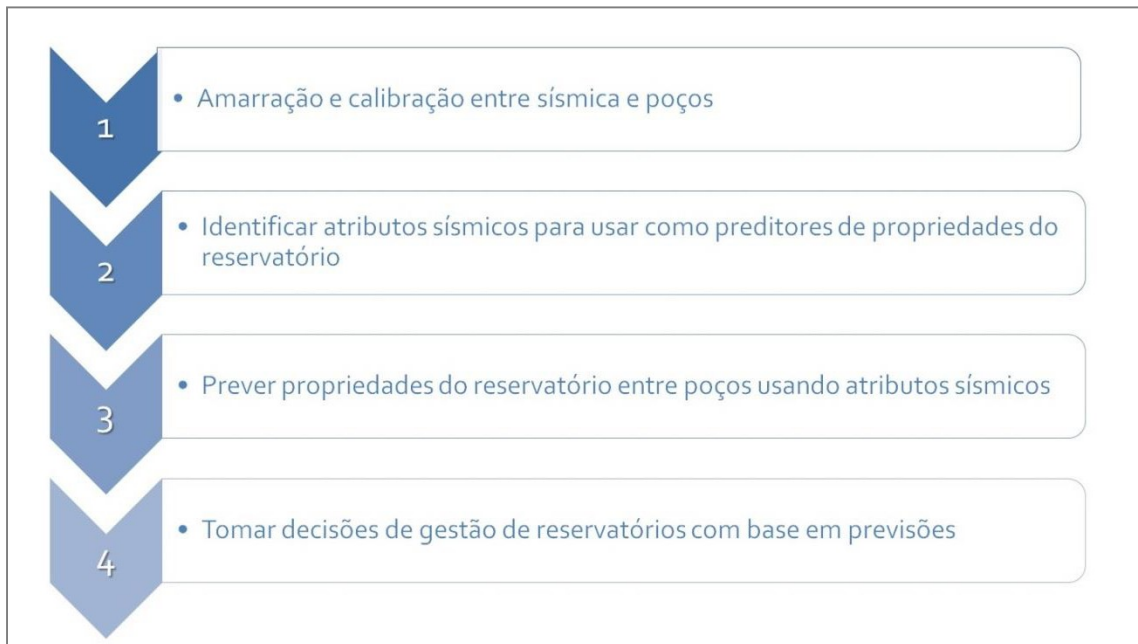 1
• Amarração e calibração entre sísmica e poços
2
• Identificar atributos sísmicos para usar como preditores de propriedades do
reservatório
3
• Prever propriedades do reservatório entre poços usando atributos sísmicos
4
• Tomar decisões de gestão de reservatórios com base em previsões